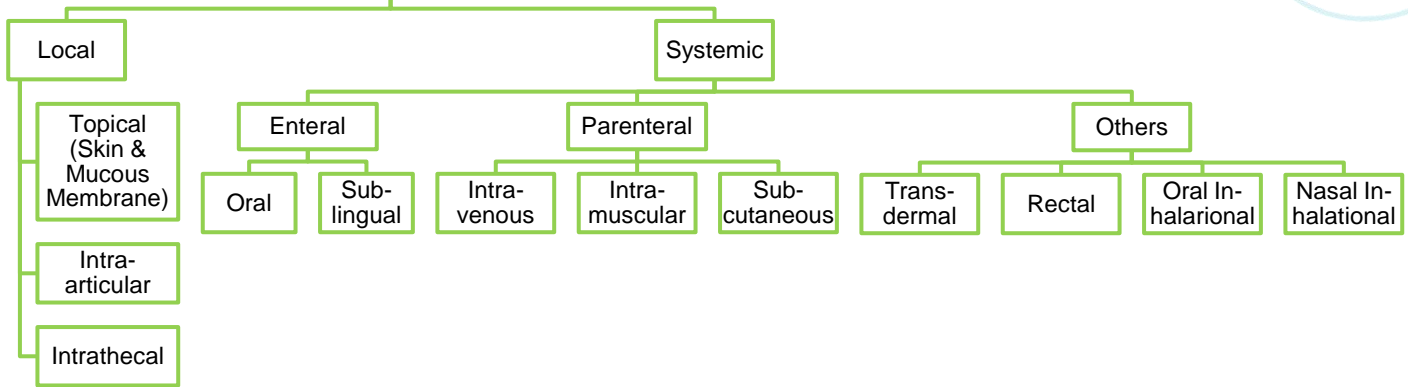 Local
Systemic
Topical
(Skin &
Mucous
Membrane)
Enteral
Parenteral
Others
Oral
Sub-
lingual
Intra-
venous
Intra-
muscular
Sub-
cutaneous
Trans-
dermal
Rectal
Oral In-
halarional
Nasal In-
halational
Intra-
articular
Intrathecal